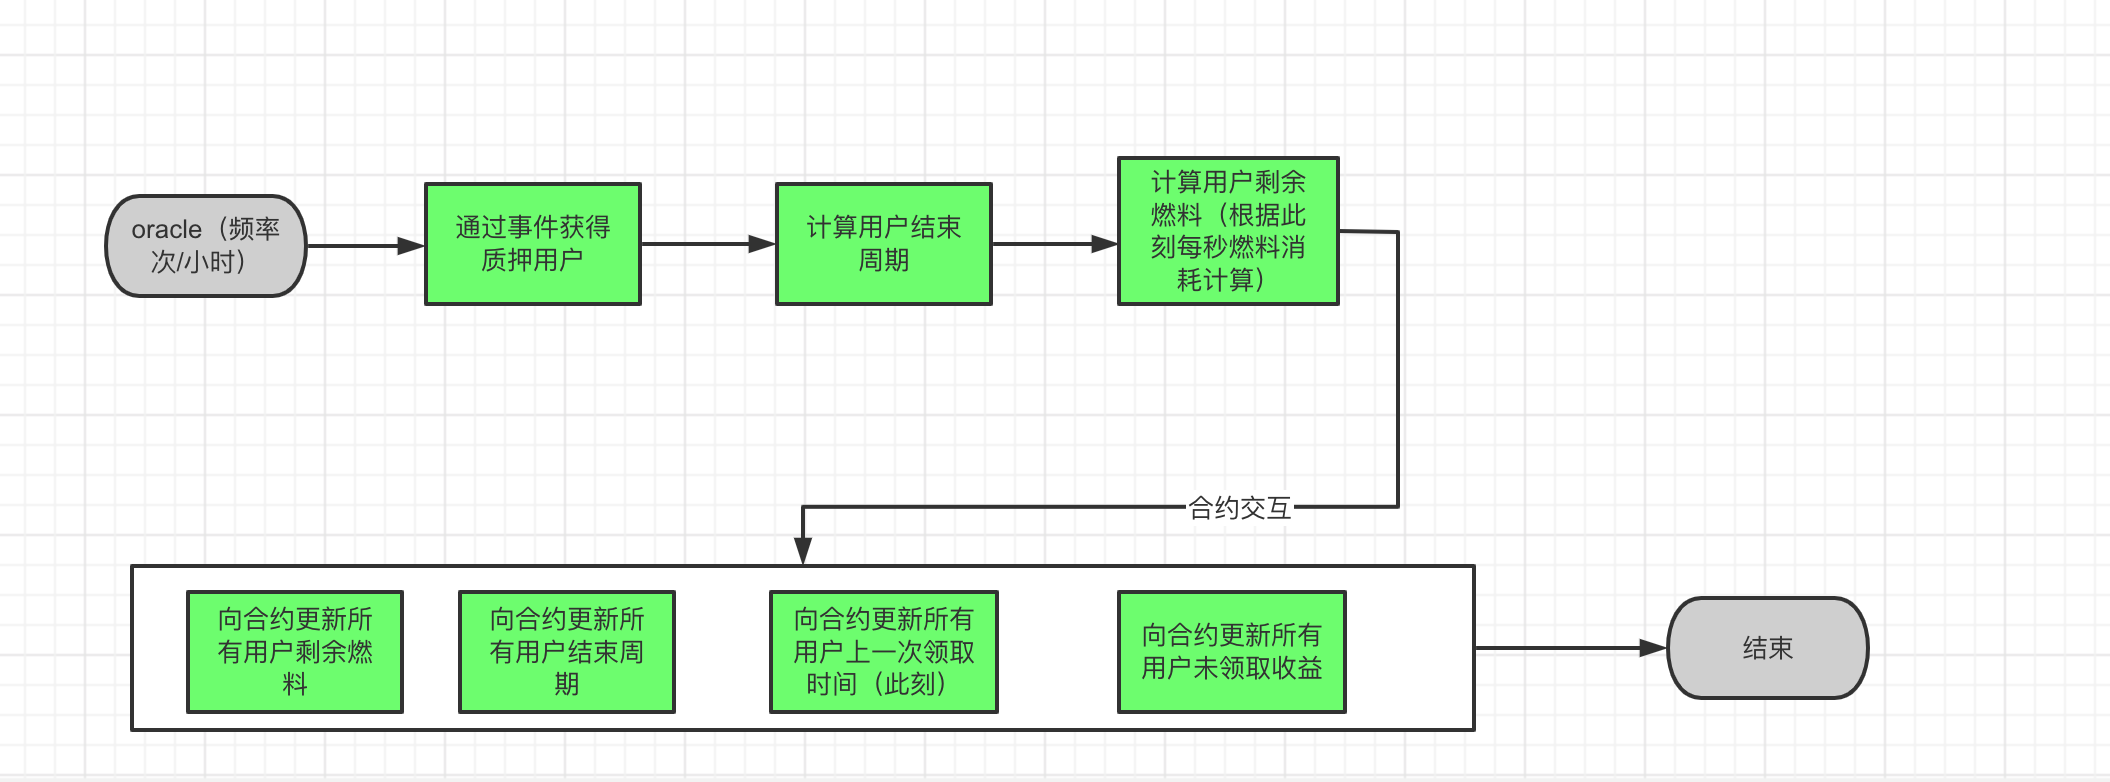 oracle（频率
次/小时）
通过事件获得
质押用户
计算用户结束
周期
计算用户剩余
燃料（根据此
刻每秒燃料消
耗计算）
合约交互
向合约更新所
有用户剩余燃
料
向合约更新所
有用户结束周
期
向合约更新所有
用户上一次领取
时间（此刻）
向合约更新所有
用户未领取收益
结束